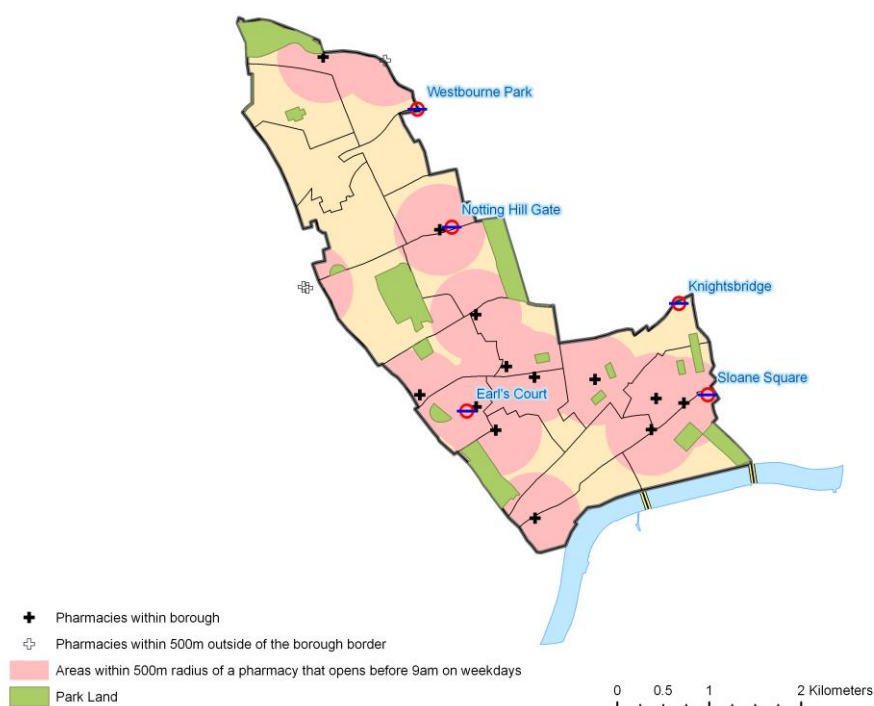 Westbourne Park
Notting Hill Gate
Knightsbridge
Sloane Square
Earl's Court
Pharmacies within borough
Pharmacies within 500m outside of the borough border
Areas within 500m radius of a pharmacy that opens before 9am on weekdays
Park Land
0 0.5 1 2 Kilometers